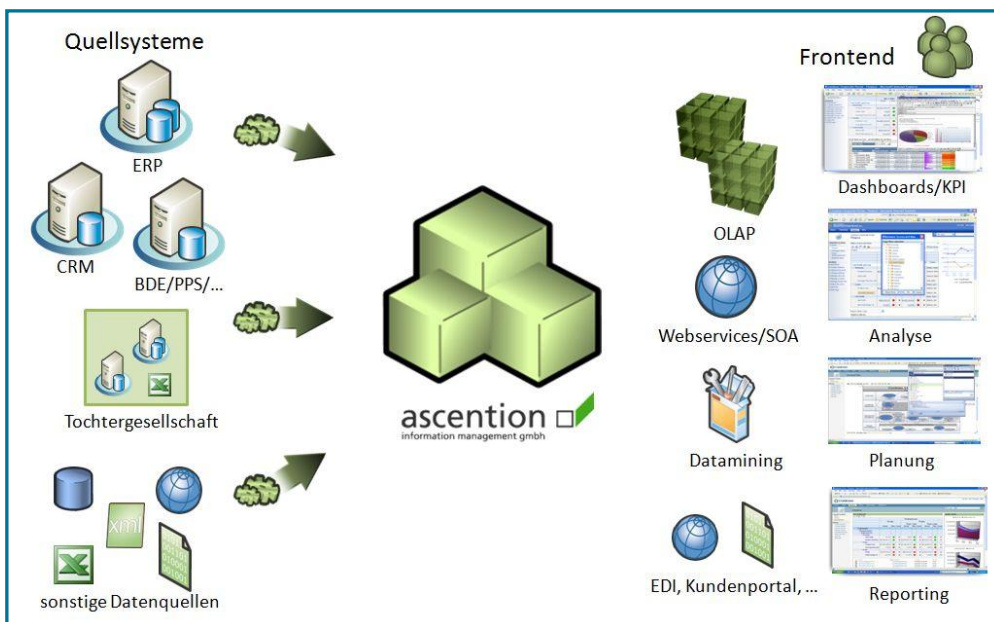 Quellsysteme
ERP
CRM
BDE/PPS/...
Tochtergesellschaft
xml
sonstige Datenquellen
ascention
information management gmbh
Frontend
OLAP
Dashboards/KPI
Webservices/SOA
Analyse
Datamining
Planung
EDI, Kundenportal, ...
Reporting